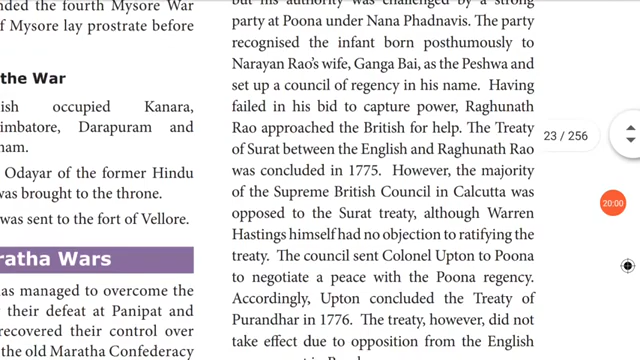 nded the fourth Mysore War
f Mysore lay prostrate before
the War
ish occupied Kanara,
imbatore, Darapuram and
nam.
Odayar of the former Hindu
was brought to the throne.
was sent to the fort of Vellore.
aratha Wars
as managed to overcome the
their defeat at Panipat and
recovered their control over
the old Maratha Confederacy
but his authority was challenged by a strong
party at Poona under Nana Phadnavis. The party
recognised the infant born posthumously to
Narayan Rao's wife, Ganga Bai, as the Peshwa and
set up a council of regency in his name. Having
failed in his bid to capture power, Raghunath
Rao approached the British for help. The Treaty
of Surat between the English and Raghunath Rao
was concluded in 1775. However, the majority
of the Supreme British Council in Calcutta was
opposed to the Surat treaty, although Warren
Hastings himself had no objection to ratifying the
treaty. The council sent Colonel Upton to Poona
to negotiate a peace with the Poona regency.
Accordingly, Upton concluded the Treaty of
Purandhar in 1776. The treaty, however, did not
take effect due to opposition from the English
23 / 256
20:00